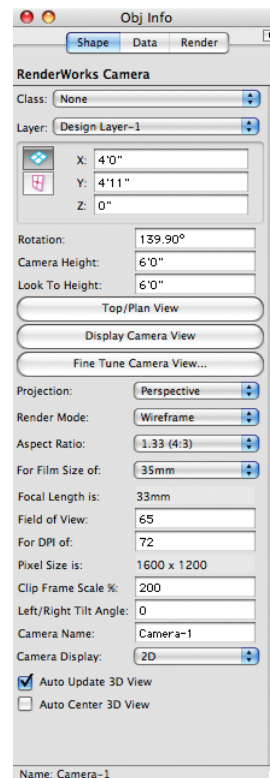 Obj Info
Shape Data Render
RenderWorks Camera
Class: None
Layer: Design Layer-1
X: 4'0"
Y: 4'11"
Z: 0"
Rotation: 139.90°
Camera Height: 6'0"
Look To Height: 6'0"
Top/Plan View
Display Camera View
Fine Tune Camera View...
Projection: Perspective
Render Mode: Wireframe
Aspect Ratio: 1.33 (4:3)
For Film Size of: 35mm
Focal Length is: 33mm
Field of View: 65
For DPI of: 72
Pixel Size is: 1600 x 1200
Clip Frame Scale %: 200
Left/Right Tilt Angle: 0
Camera Name: Camera-1
Camera Display: 2D
Auto Update 3D View
Auto Center 3D View
Name: Camera-1